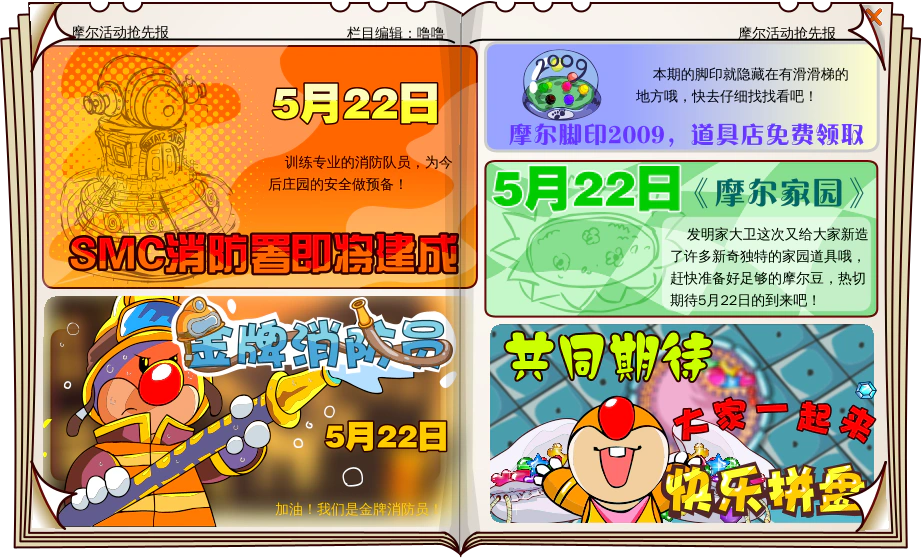 摩尔活动抢先报
栏目编辑：噜噜
5月22日
训练专业的消防队员，为今
后庄园的安全做预备！
SMC消防署即将建成
金牌消防员
5月22日
加油！我们是金牌消防员！
摩尔活动抢先报
2009
本期的脚印就隐藏在有滑滑梯的
地方哦，快去仔细找找看吧！
摩尔脚印2009，道具店免费领取
5月22日《摩尔家园》
发明家大卫这次又给大家新造
了许多新奇独特的家园道具哦，
赶快准备好足够的摩尔豆，热切
期待5月22日的到来吧！
共同期待
大家一起来
快乐拼盘